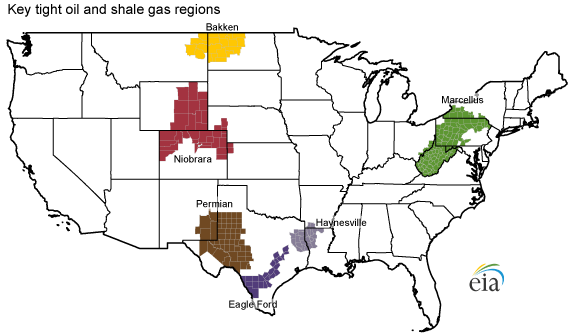 Key tight oil and shale gas regions
Bakken
Marcellus
Niobrara
Permian
Haynesville
Eagle Ford
eia